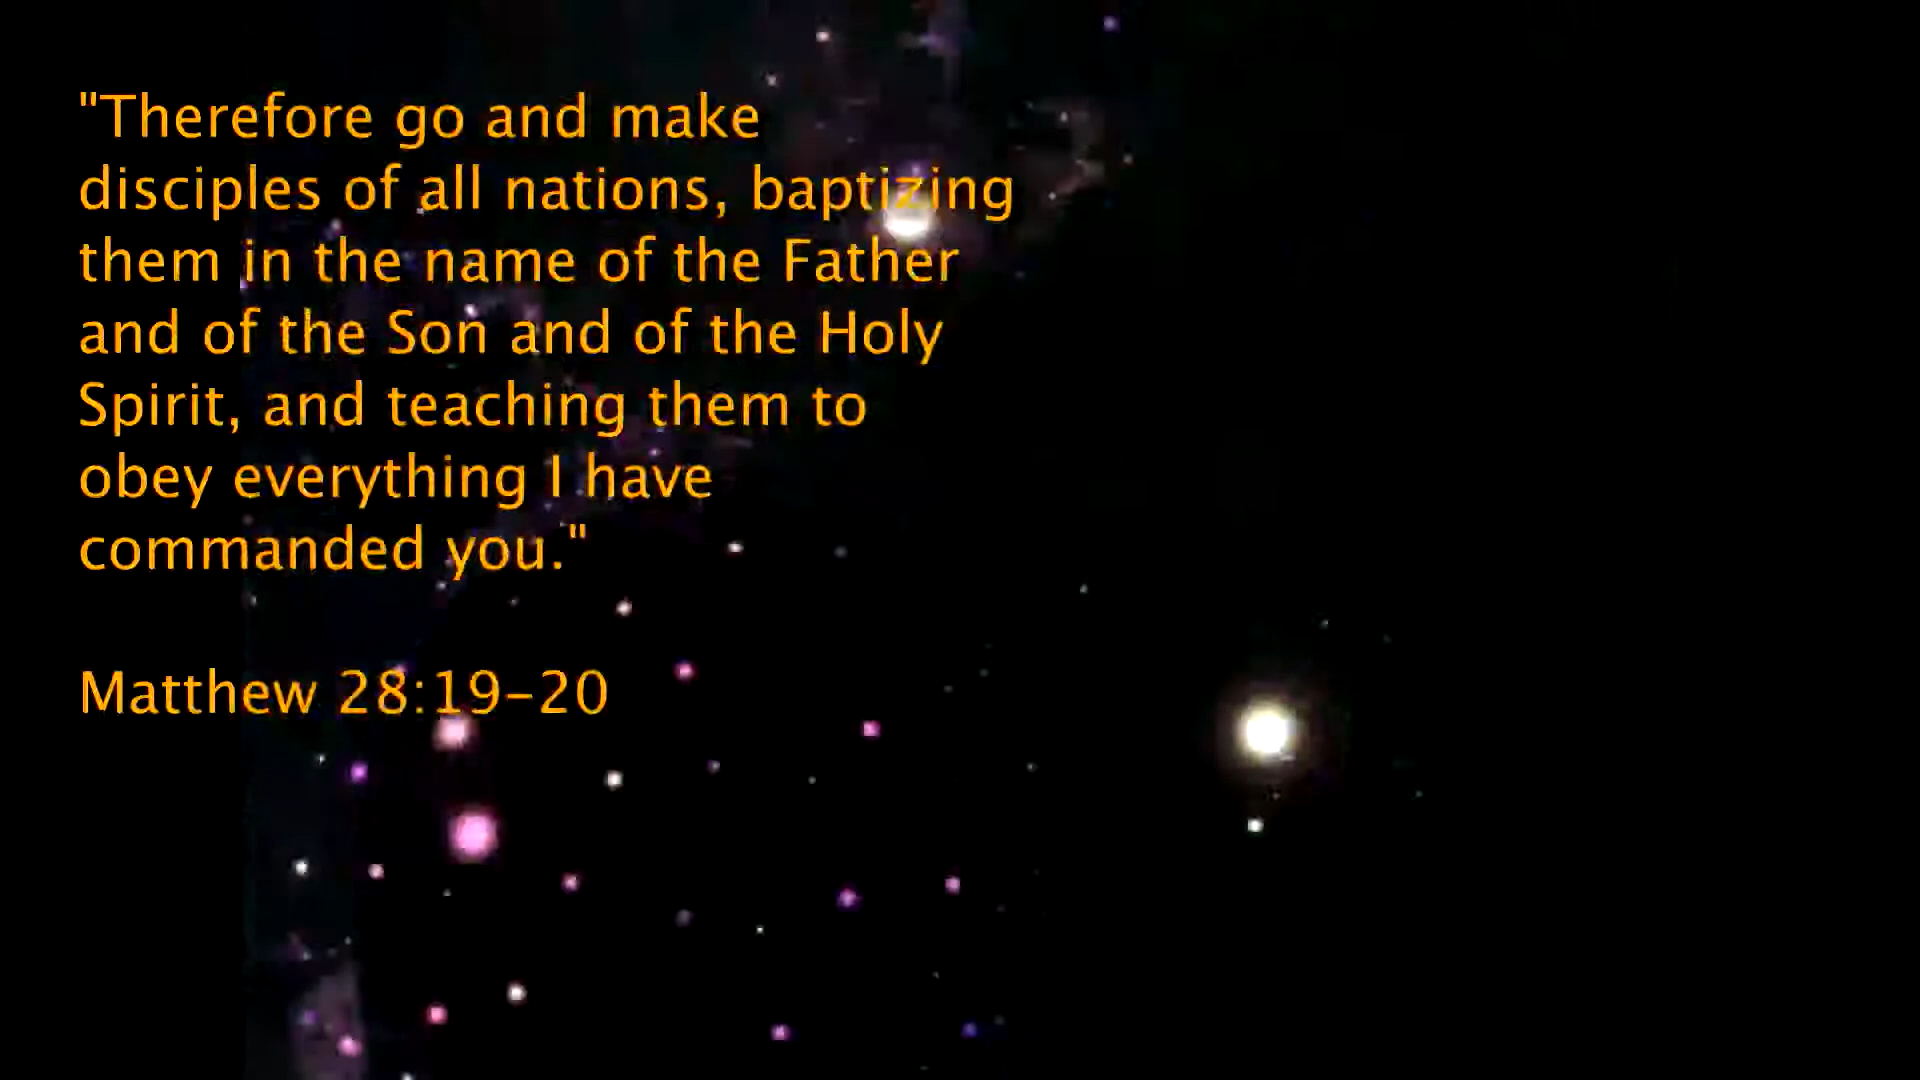 "Therefore go and make
disciples of all nations, baptizing
them in the name of the Father
and of the Son and of the Holy
Spirit, and teaching them to
obey everything I have
commanded you."
Matthew 28:19-20